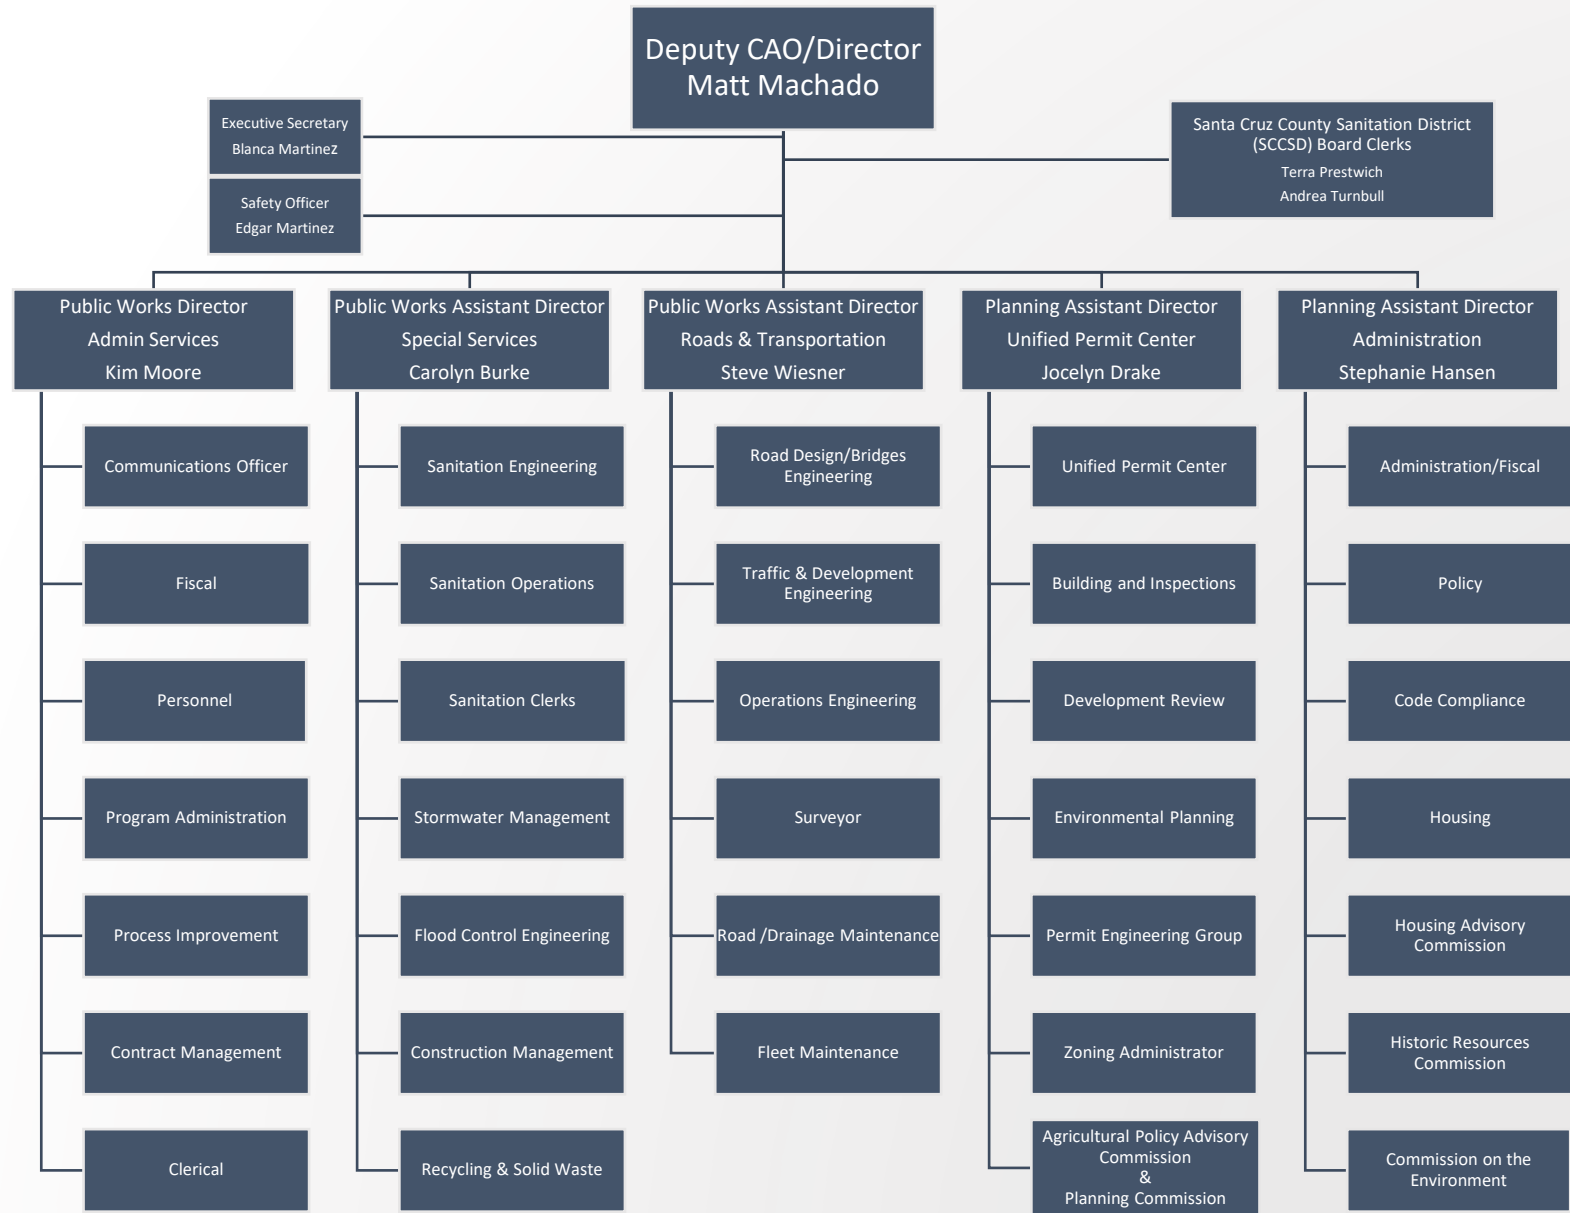 Deputy CAO/Director
Matt Machado
Executive Secretary
Blanca Martinez
Safety Officer
Edgar Martinez
Santa Cruz County Sanitation District
(SCCSD) Board Clerks
Terra Prestwich
Andrea Turnbull
Public Works Director
Admin Services
Kim Moore
Communications Officer
Fiscal
Personnel
Program Administration
Process Improvement
Contract Management
Clerical
Public Works Assistant Director
Special Services
Carolyn Burke
Sanitation Engineering
Sanitation Operations
Sanitation Clerks
Stormwater Management
Flood Control Engineering
Construction Management
Recycling & Solid Waste
Public Works Assistant Director
Roads & Transportation
Steve Wiesner
Road Design/Bridges
Engineering
Traffic & Development
Engineering
Operations Engineering
Surveyor
Road /Drainage Maintenance
Fleet Maintenance
Planning Assistant Director
Unified Permit Center
Jocelyn Drake
Unified Permit Center
Building and Inspections
Development Review
Environmental Planning
Permit Engineering Group
Zoning Administrator
Agricultural Policy Advisory
Commission
&
Planning Commission
Planning Assistant Director
Administration
Stephanie Hansen
Administration/Fiscal
Policy
Code Compliance
Housing
Housing Advisory
Commission
Historic Resources
Commission
Commission on the
Environment